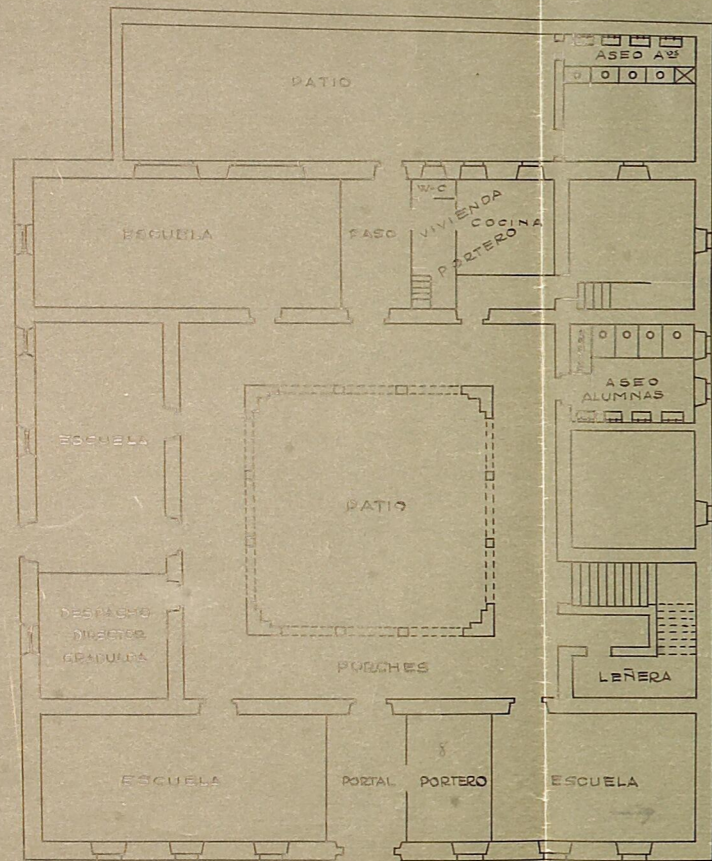 ASEO Aos
PATIO
W-C
ESCUELA
PASO
VIVIENDA
PORTERO
COCINA
ASEO
ALUMNAS
ESCUELA
PATIO
DESPACHO
DIRECTOR
GRADUADA
PORCHES
LEÑERA
ESCUELA
PORTAL
PORTERO
ESCUELA